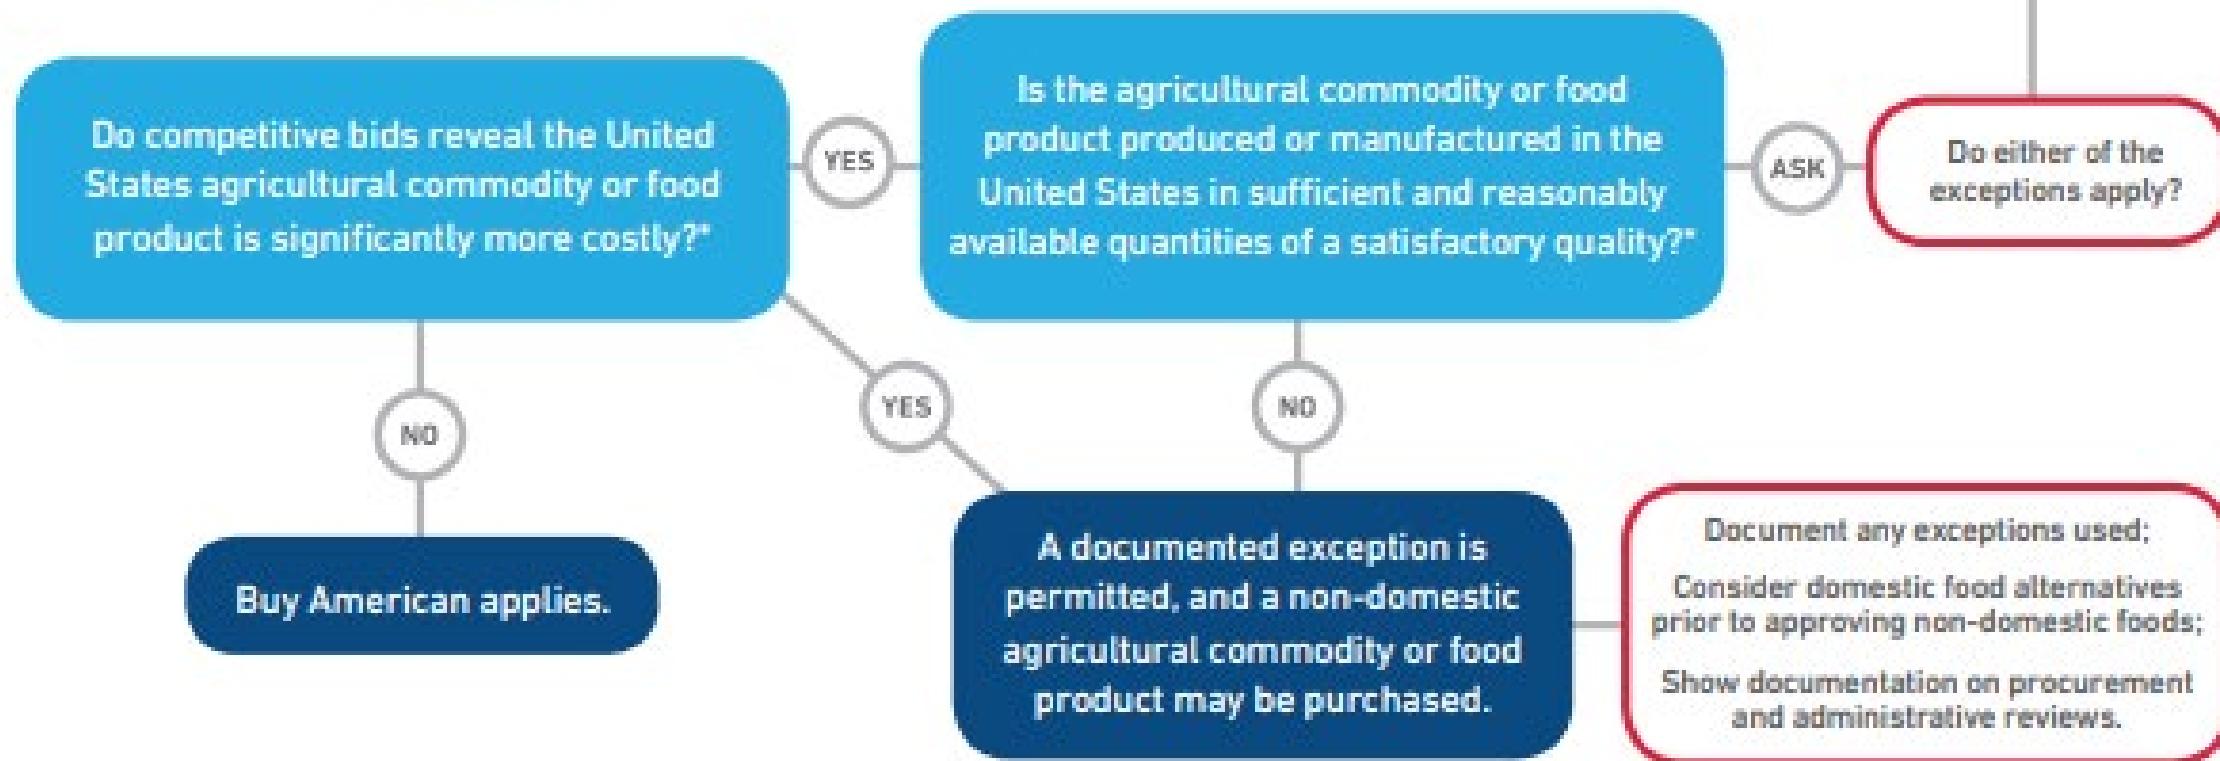 Do competitive bids reveal the United
States agricultural commodity or food
product is significantly more costly?*
YES
Is the agricultural commodity or food
product produced or manufactured in the
United States in sufficient and reasonably
available quantities of a satisfactory quality?*
ASK
Do either of the
exceptions apply?
NO
YES
NO
Buy American applies.
A documented exception is
permitted, and a non-domestic
agricultural commodity or food
product may be purchased.
Document any exceptions used;
Consider domestic food alternatives
prior to approving non-domestic foods;
Show documentation on procurement
and administrative reviews.